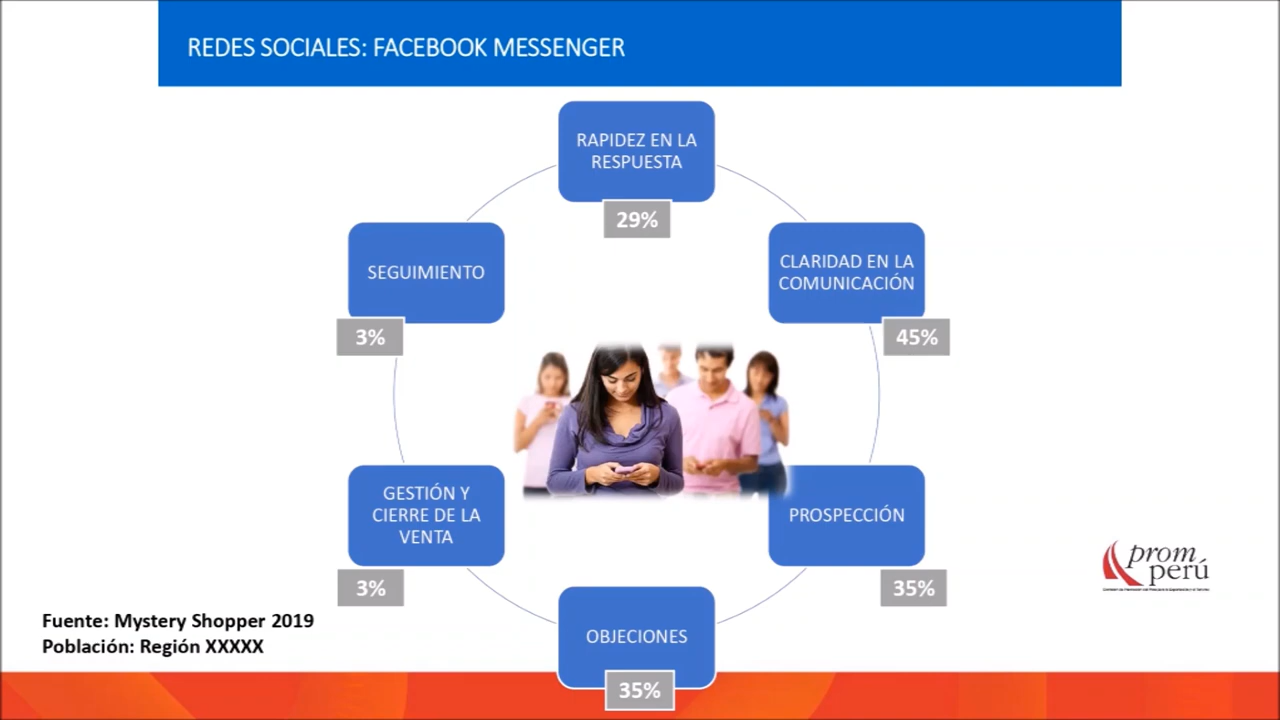 REDES SOCIALES: FACEBOOK MESSENGER
RAPIDEZ EN LA
RESPUESTA
29%
CLARIDAD EN LA
COMUNICACIÓN
45%
PROSPECCIÓN
35%
OBJECIONES
35%
GESTIÓN Y
CIERRE DE LA
VENTA
3%
SEGUIMIENTO
3%
Fuente: Mystery Shopper 2019
Población: Región XXXXX
prom
perú